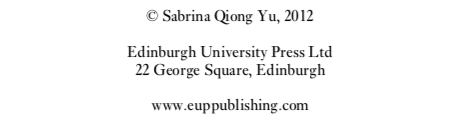 © Sabrina Qiong Yu, 2012
Edinburgh University Press Ltd
22 George Square, Edinburgh
www.euppublishing.com